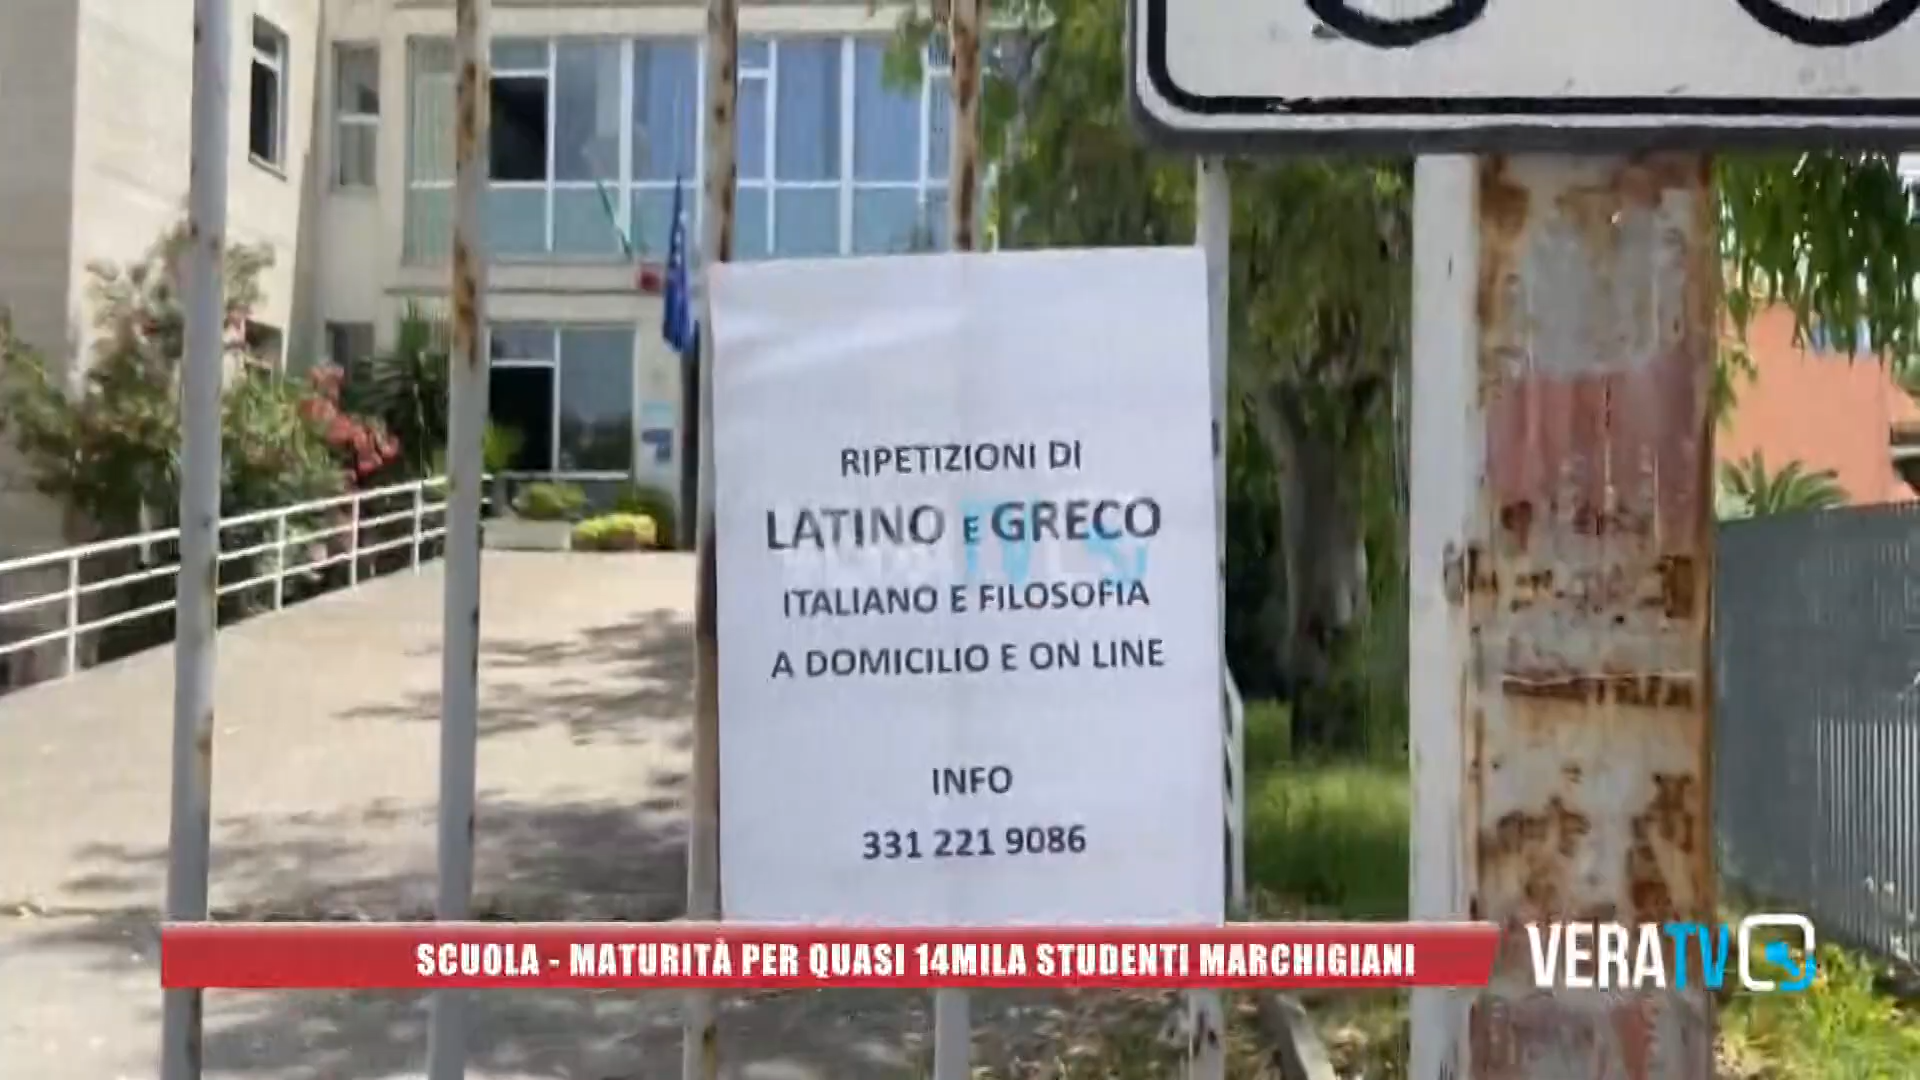 RIPETIZIONI DI
LATINO E GRECO
ITALIANO E FILOSOFIA
A DOMICILIO E ON LINE
INFO
331 221 9086
SCUOLA - MATURITÀ PER QUASI 14MILA STUDENTI MARCHIGIANI
VERATV